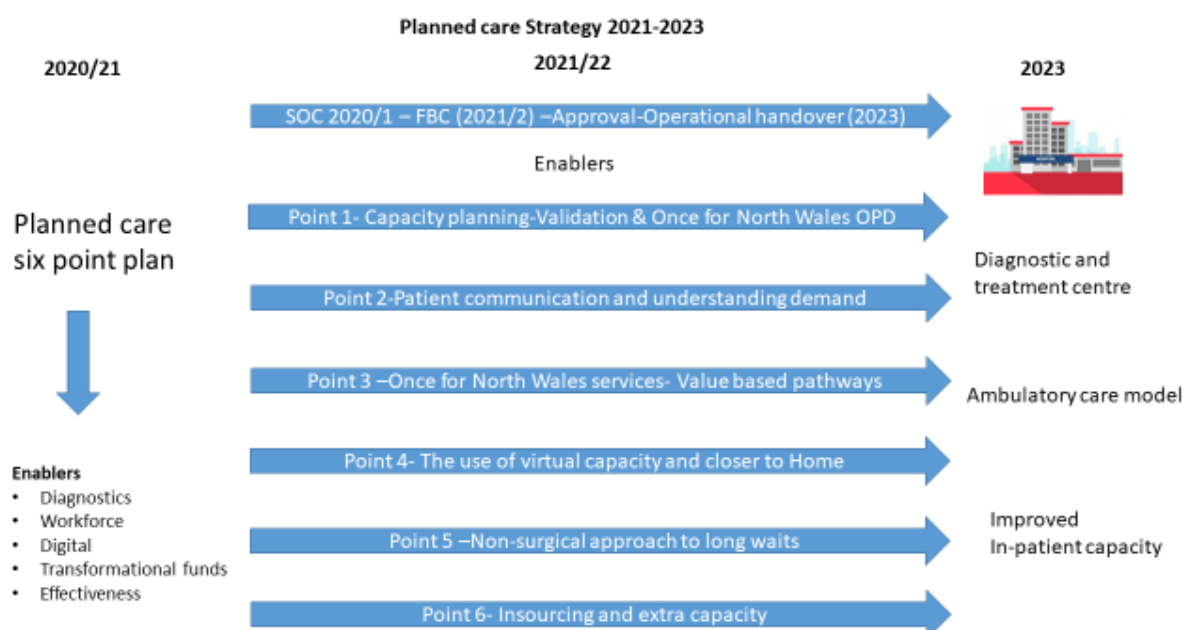 Planned care Strategy 2021-2023
2020/21
2021/22
2023
SOC 2020/1 – FBC (2021/2) –Approval-Operational handover (2023)
Enablers
HOSPITAL
Planned care
six point plan
Point 1- Capacity planning-Validation & Once for North Wales OPD
Point 2-Patient communication and understanding demand
Point 3 –Once for North Wales services- Value based pathways
Point 4- The use of virtual capacity and closer to Home
Point 5 –Non-surgical approach to long waits
Point 6- Insourcing and extra capacity
Diagnostic and
treatment centre
Ambulatory care model
Improved
In-patient capacity
Enablers
• Diagnostics
• Workforce
• Digital
• Transformational funds
• Effectiveness